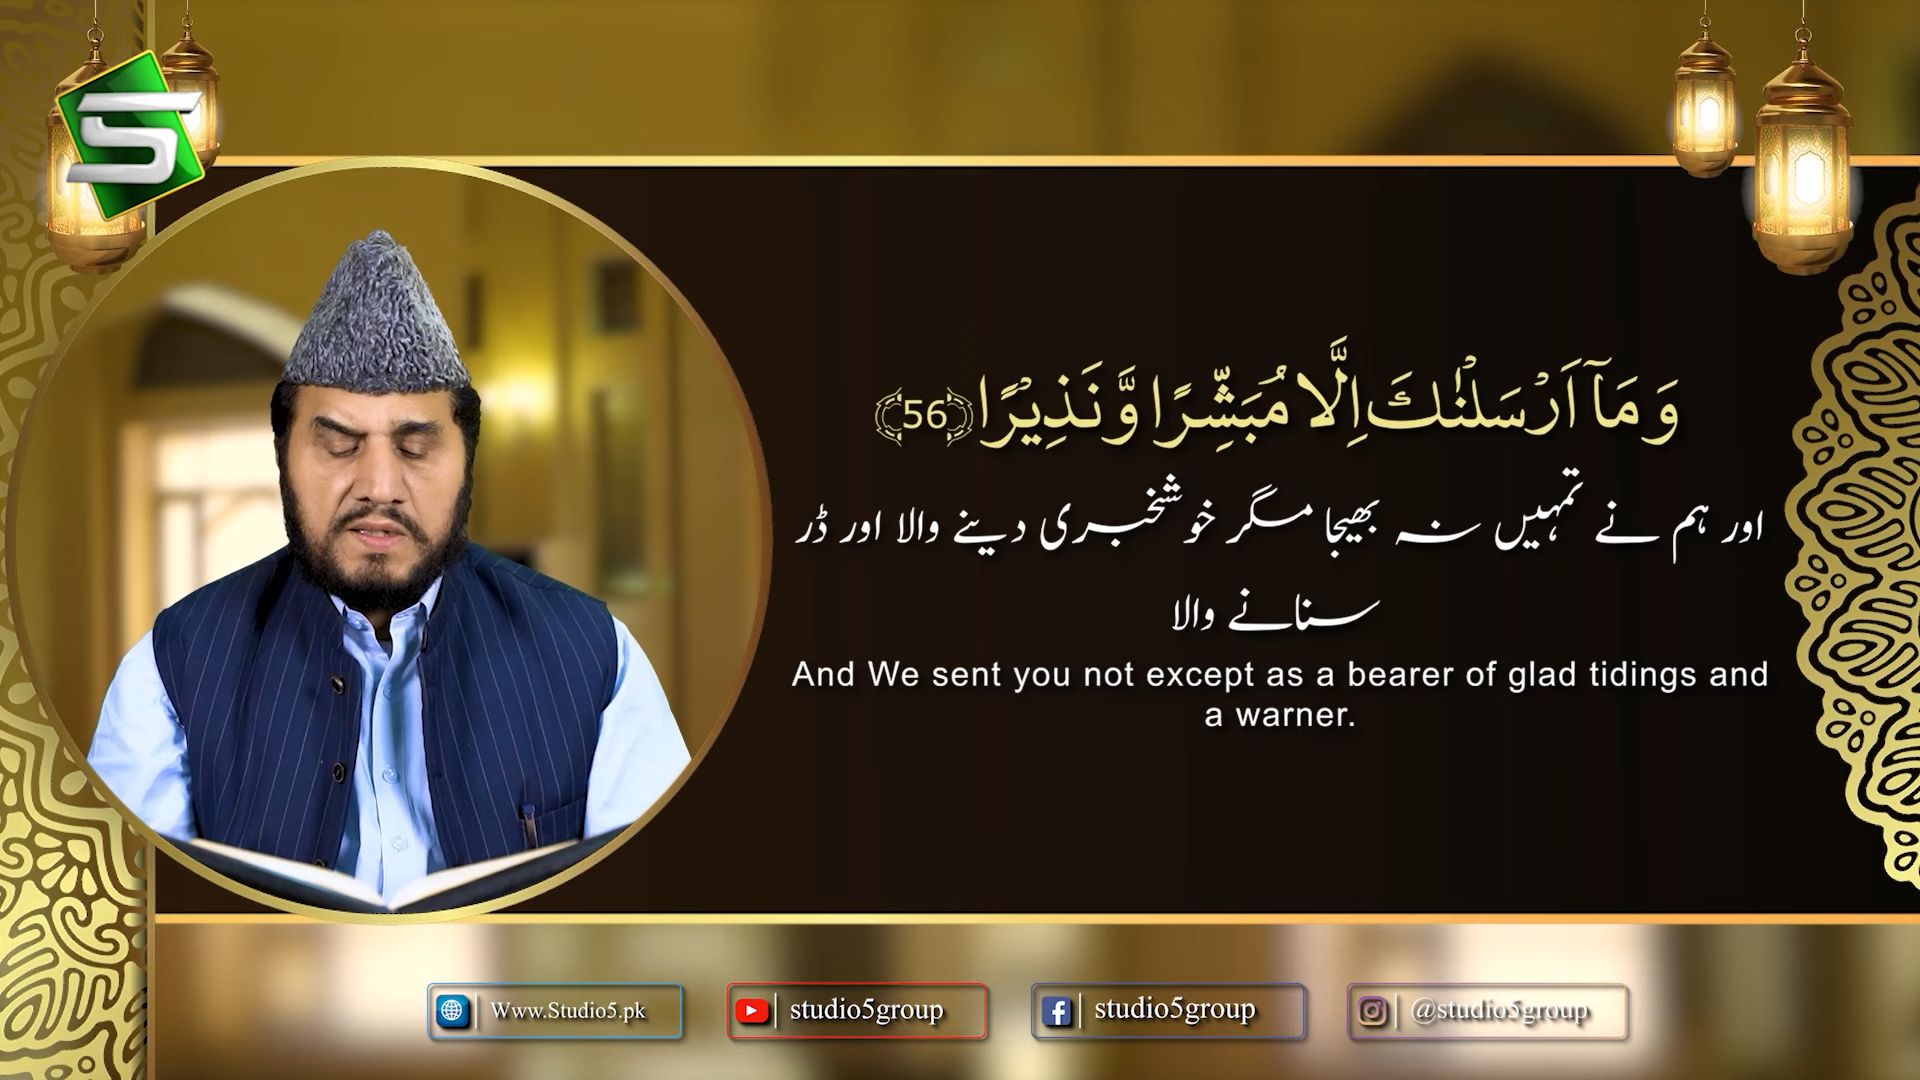 وَ مَاۤ اَرْسَلْنٰكَ اِلَّا مُبَشِّرًا وَّ نَذِیْرًا ﴿56﴾
اور ہم نے تمہیں نہ بھیجا مگر خوشخبری دینے والا اور ڈر
سنانے والا
And We sent you not except as a bearer of glad tidings and
a warner.
Www.Studio5.pk
studio5group
studio5group
@studio5group